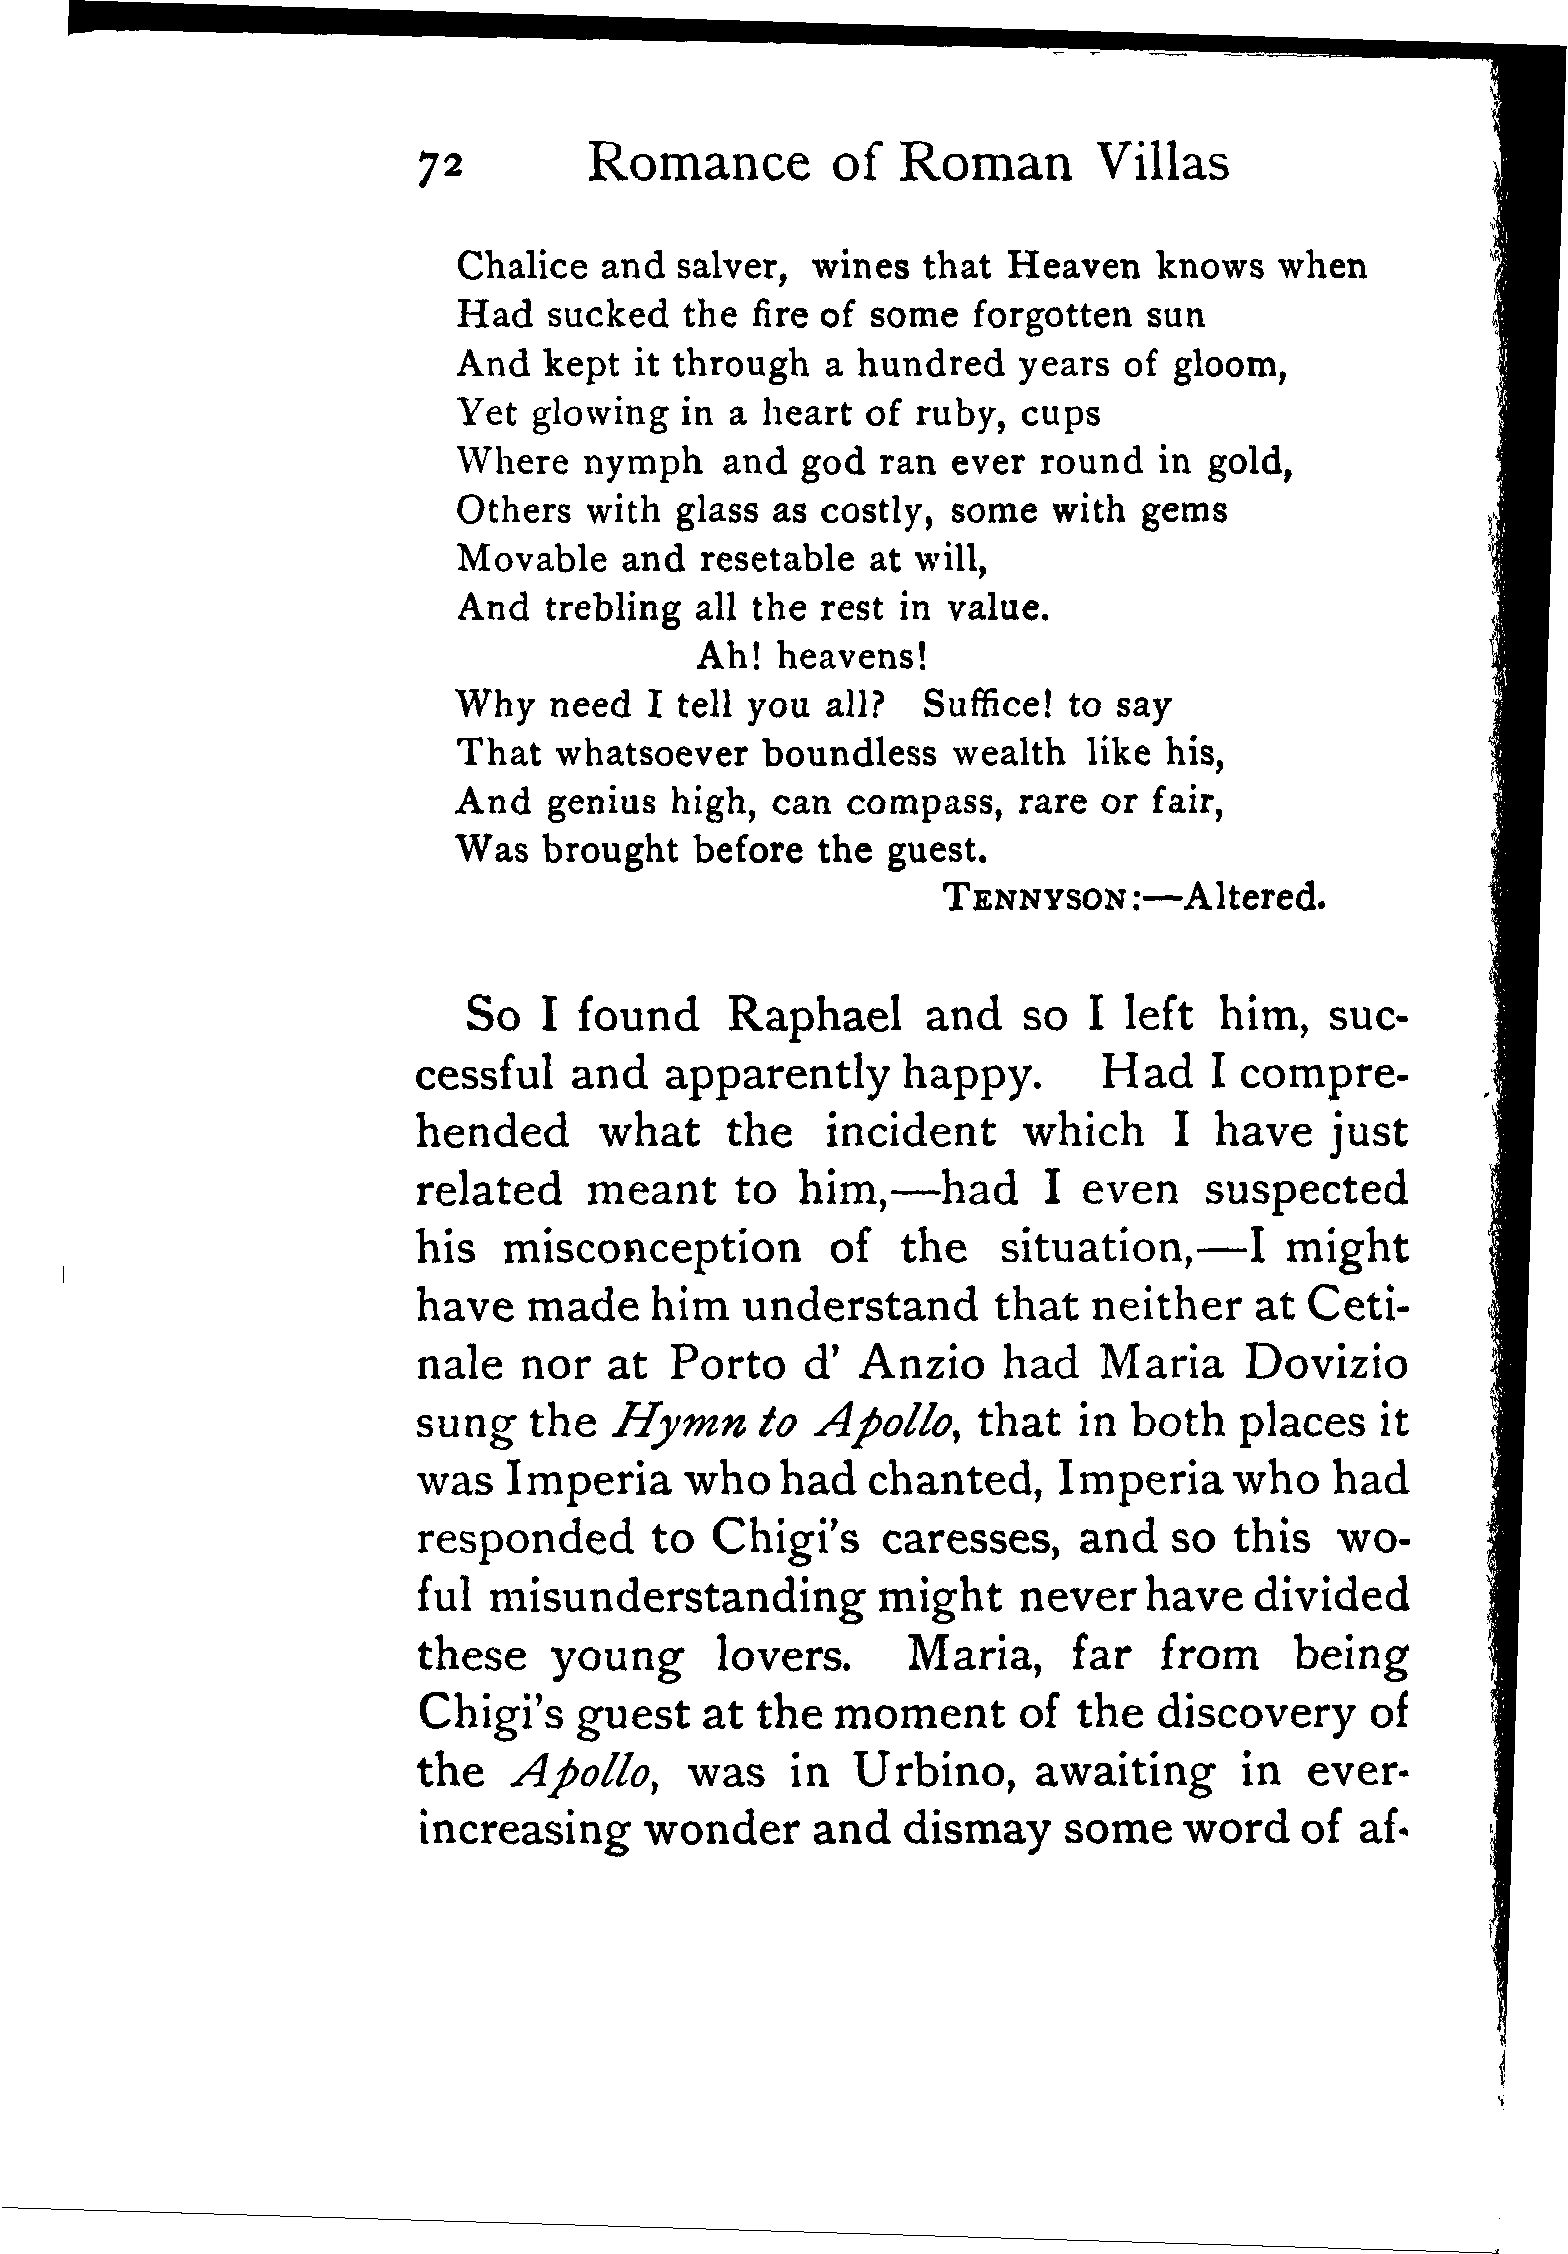 72 Romance of Roman Villas
Chalice and salver, wines that Heaven knows when
Had sucked the fire of some forgotten sun
And kept it through a hundred years of gloom,
Yet glowing in a heart of ruby, cups
Where nymph and god ran ever round in gold,
Others with glass as costly, some with gems
Movable and resetable at will,
And trebling all the rest in value.
Ah! heavens!
Why need I tell you all? Suffice! to say
That whatsoever boundless wealth like his,
And genius high, can compass, rare or fair,
Was brought before the guest.
TENNYSON:—Altered.
So I found Raphael and so I left him, suc-
cessful and apparently happy. Had I compre-
hended what the incident which I have just
related meant to him,—had I even suspected
his misconception of the situation,—I might
have made him understand that neither at Ceti-
nale nor at Porto d' Anzio had Maria Dovizio
sung the Hymn to Apollo, that in both places it
was Imperia who had chanted, Imperia who had
responded to Chigi's caresses, and so this wo-
ful misunderstanding might never have divided
these young lovers. Maria, far from being
Chigi's guest at the moment of the discovery of
the Apollo, was in Urbino, awaiting in ever-
increasing wonder and dismay some word of af-